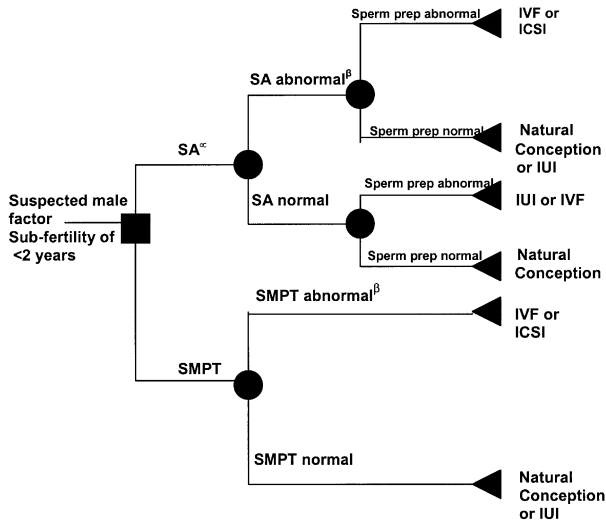 Sperm prep abnormal
IVF or
ICSI
SA abnormalᵝ
Sperm prep normal
Natural
Conception
or IUI
SA∝
Sperm prep abnormal
IUI or IVF
SA normal
Suspected male
factor
Sub-fertility of
<2 years
Sperm prep normal
Natural
Conception
SMPT abnormalᵝ
IVF or
ICSI
SMPT
SMPT normal
Natural
Conception
or IUI